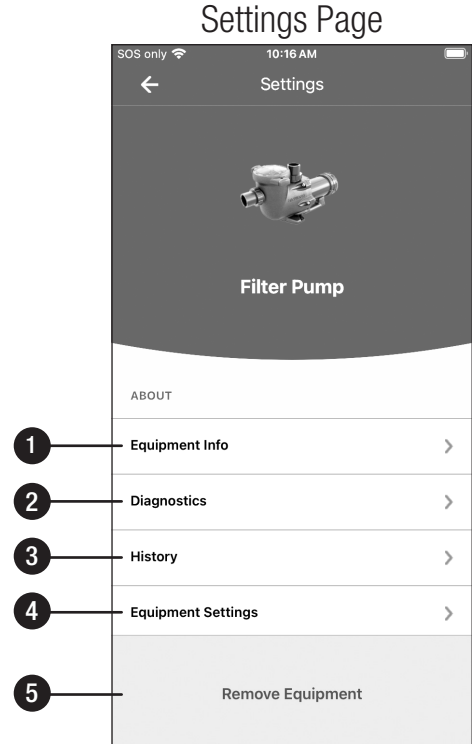 Settings Page
SOS only 10:16 AM
Settings
Filter Pump
ABOUT
1 Equipment Info
2 Diagnostics
3 History
4 Equipment Settings
5 Remove Equipment